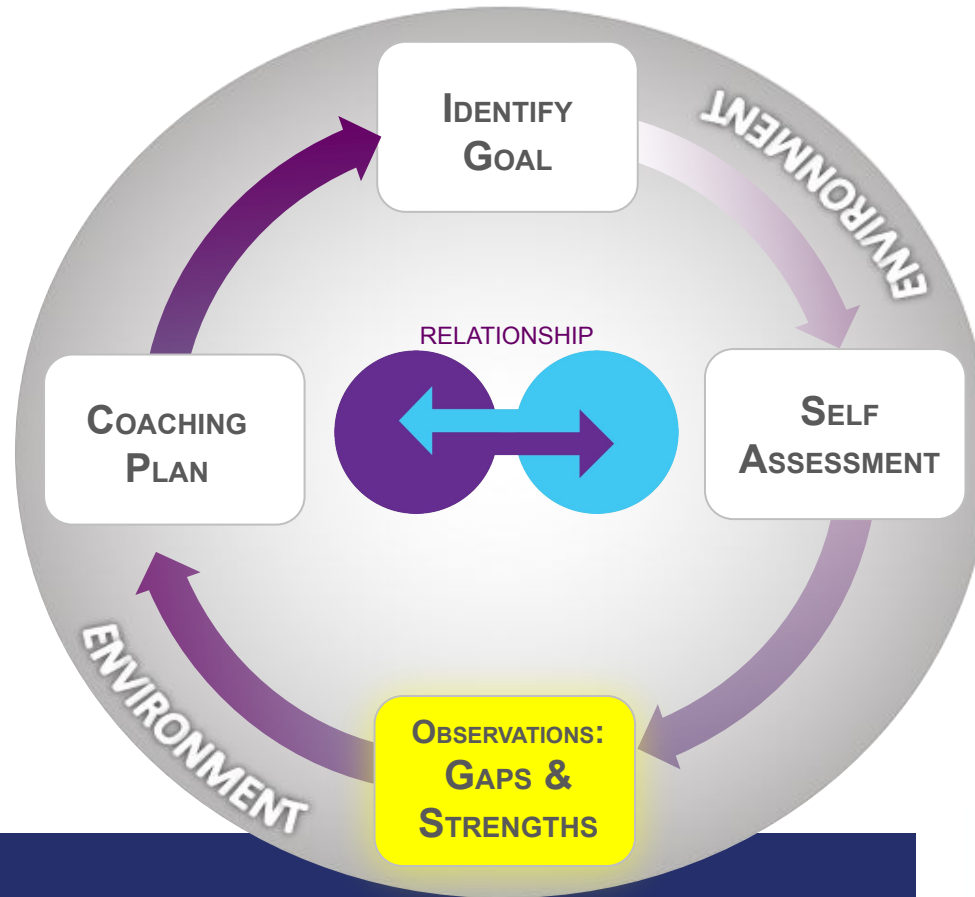 IDENTIFY
GOAL
ENVIRONMENT
RELATIONSHIP
COACHING
PLAN
SELF
ASSESSMENT
ENVIRONMENT
OBSERVATIONS:
GAPS &
STRENGTHS